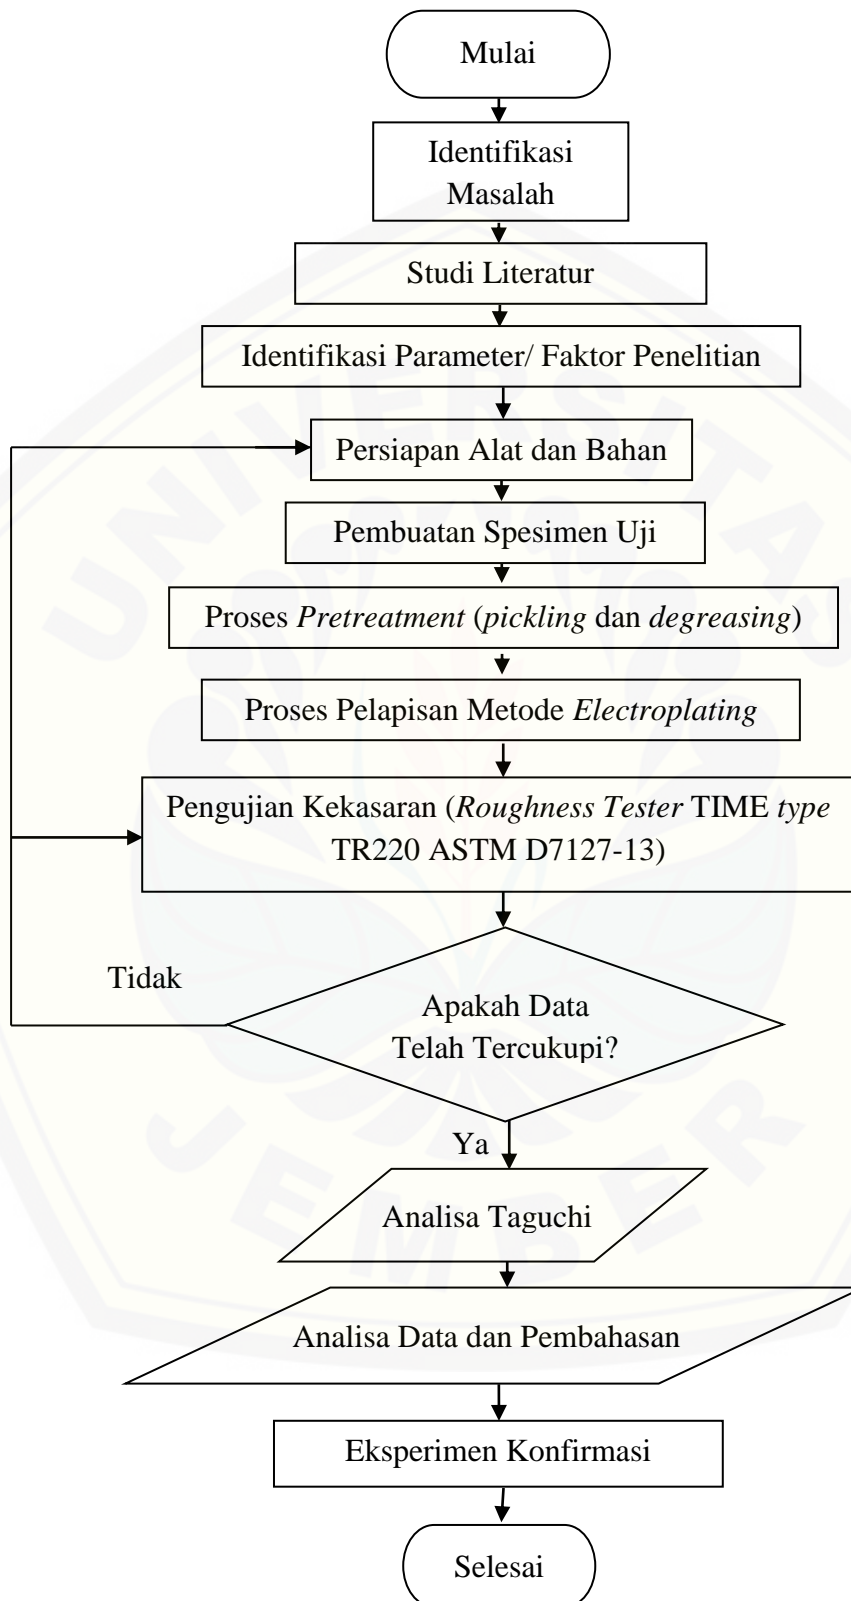 Mulai
Identifikasi
Masalah
Studi Literatur
Identifikasi Parameter/ Faktor Penelitian
Persiapan Alat dan Bahan
Pembuatan Spesimen Uji
Proses Pretreatment (pickling dan degreasing)
Proses Pelapisan Metode Electroplating
Pengujian Kekasaran (Roughness Tester TIME type
TR220 ASTM D7127-13)
Tidak
Apakah Data
Telah Tercukupi?
Ya
Analisa Taguchi
Analisa Data dan Pembahasan
Eksperimen Konfirmasi
Selesai
UNIVERSITAS
JEMBER